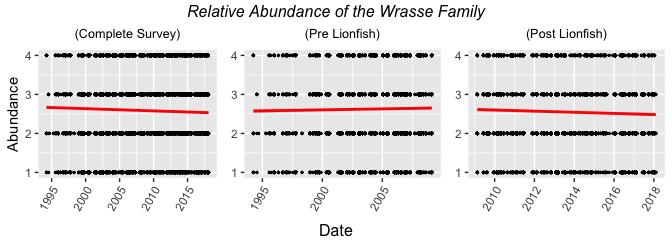 Relative Abundance of the Wrasse Family
(Complete Survey) (Pre Lionfish) (Post Lionfish)
Abundance
4 4 4
3 3 3
2 2 2
1 1 1
1995 2000 2005 2010 2015 1995 2000 2005 2010 2012 2014 2016 2018
Date